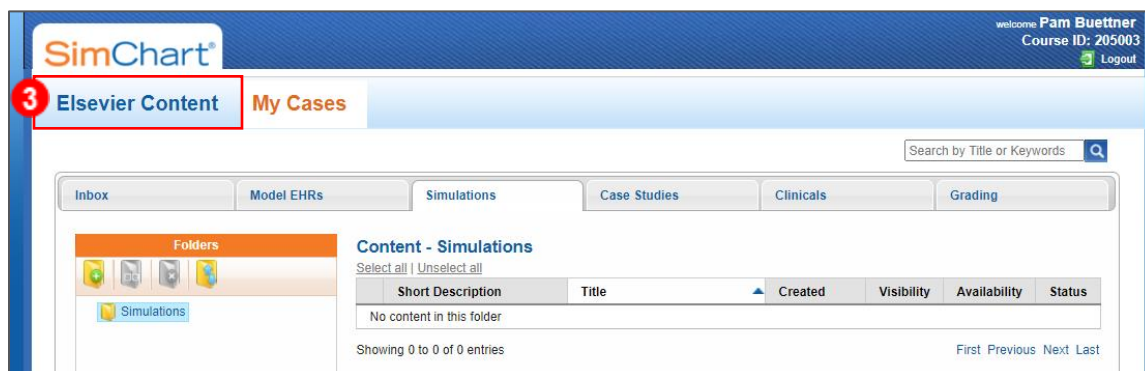 welcome Pam Buettner
SimChart®
Course ID: 205003
Logout
3 Elsevier Content My Cases
Search by Title or Keywords
Inbox Model EHRs Simulations Case Studies Clinicals Grading
Folders
Content - Simulations
Select all | Unselect all
Short Description Title Created Visibility Availability Status
Simulations
No content in this folder
Showing 0 to 0 of 0 entries First Previous Next Last